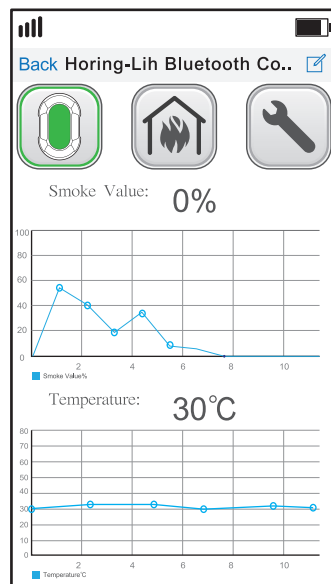 Back Horing-Lih Bluetooth Co..
Smoke Value: 0%
100
80
60
40
20
0
2 4 6 8 10
Smoke Value%
Temperature: 30℃
80
70
60
50
40
30
20
10
0
2 4 6 8 10
Temperature℃